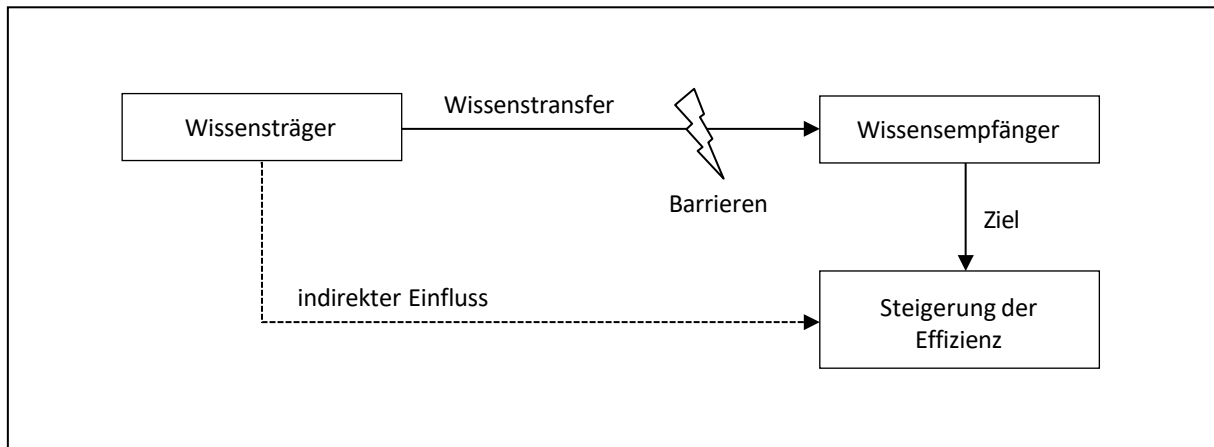 Wissenstransfer
Wissensträger
Wissensempfänger
Barrieren
Ziel
indirekter Einfluss
Steigerung der
Effizienz